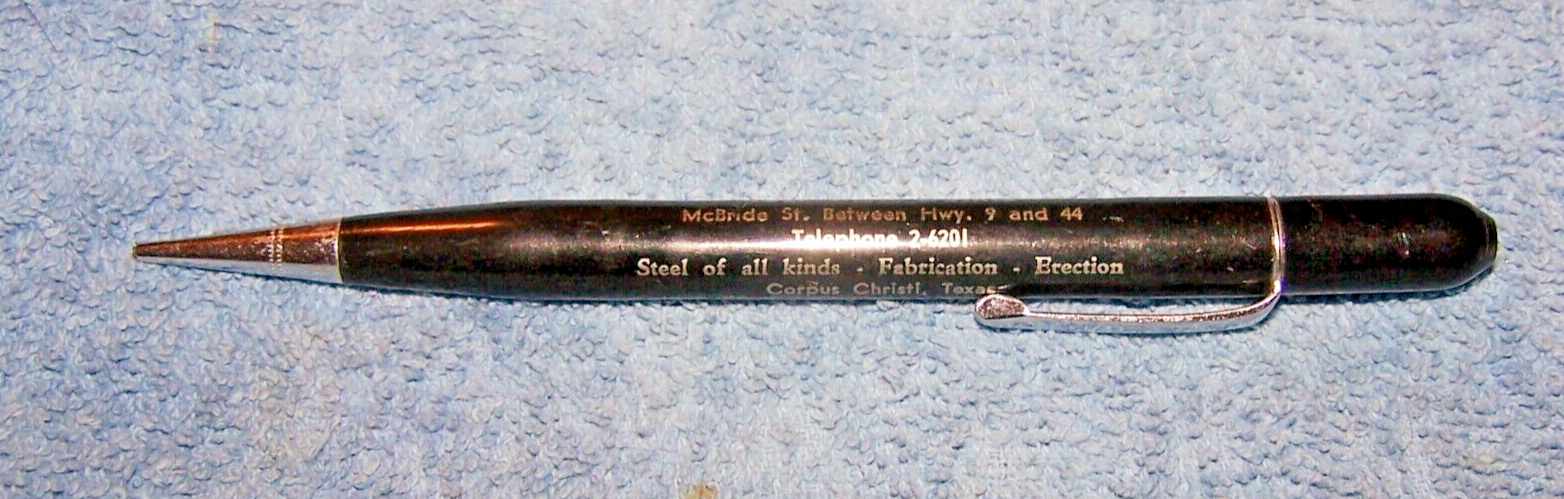 McBride St. Between Hwy. 9 and 44
Telephone 2-6201
Steel of all kinds - Fabrication - Erection
Corpus Christi, Texas